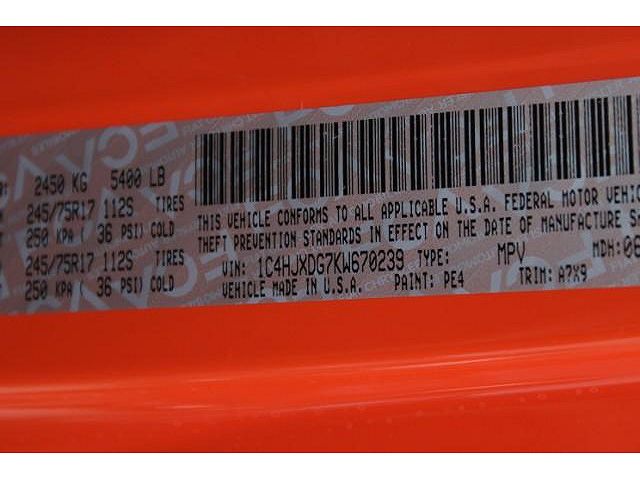 2450 KG 5400 LB
245/75R17 112S TIRES
250 KPA ( 36 PSI) COLD
245/75R17 112S TIRES
250 KPA ( 36 PSI) COLD
THIS VEHICLE CONFORMS TO ALL APPLICABLE U.S.A. FEDERAL MOTOR VEHICL
THEFT PREVENTION STANDARDS IN EFFECT ON THE DATE OF MANUFACTURE S
VIN: 1C4HJXDG7KW670239 TYPE: MPV MDH:
VEHICLE MADE IN U.S.A. PAINT: PE4 TRIM: A7X9